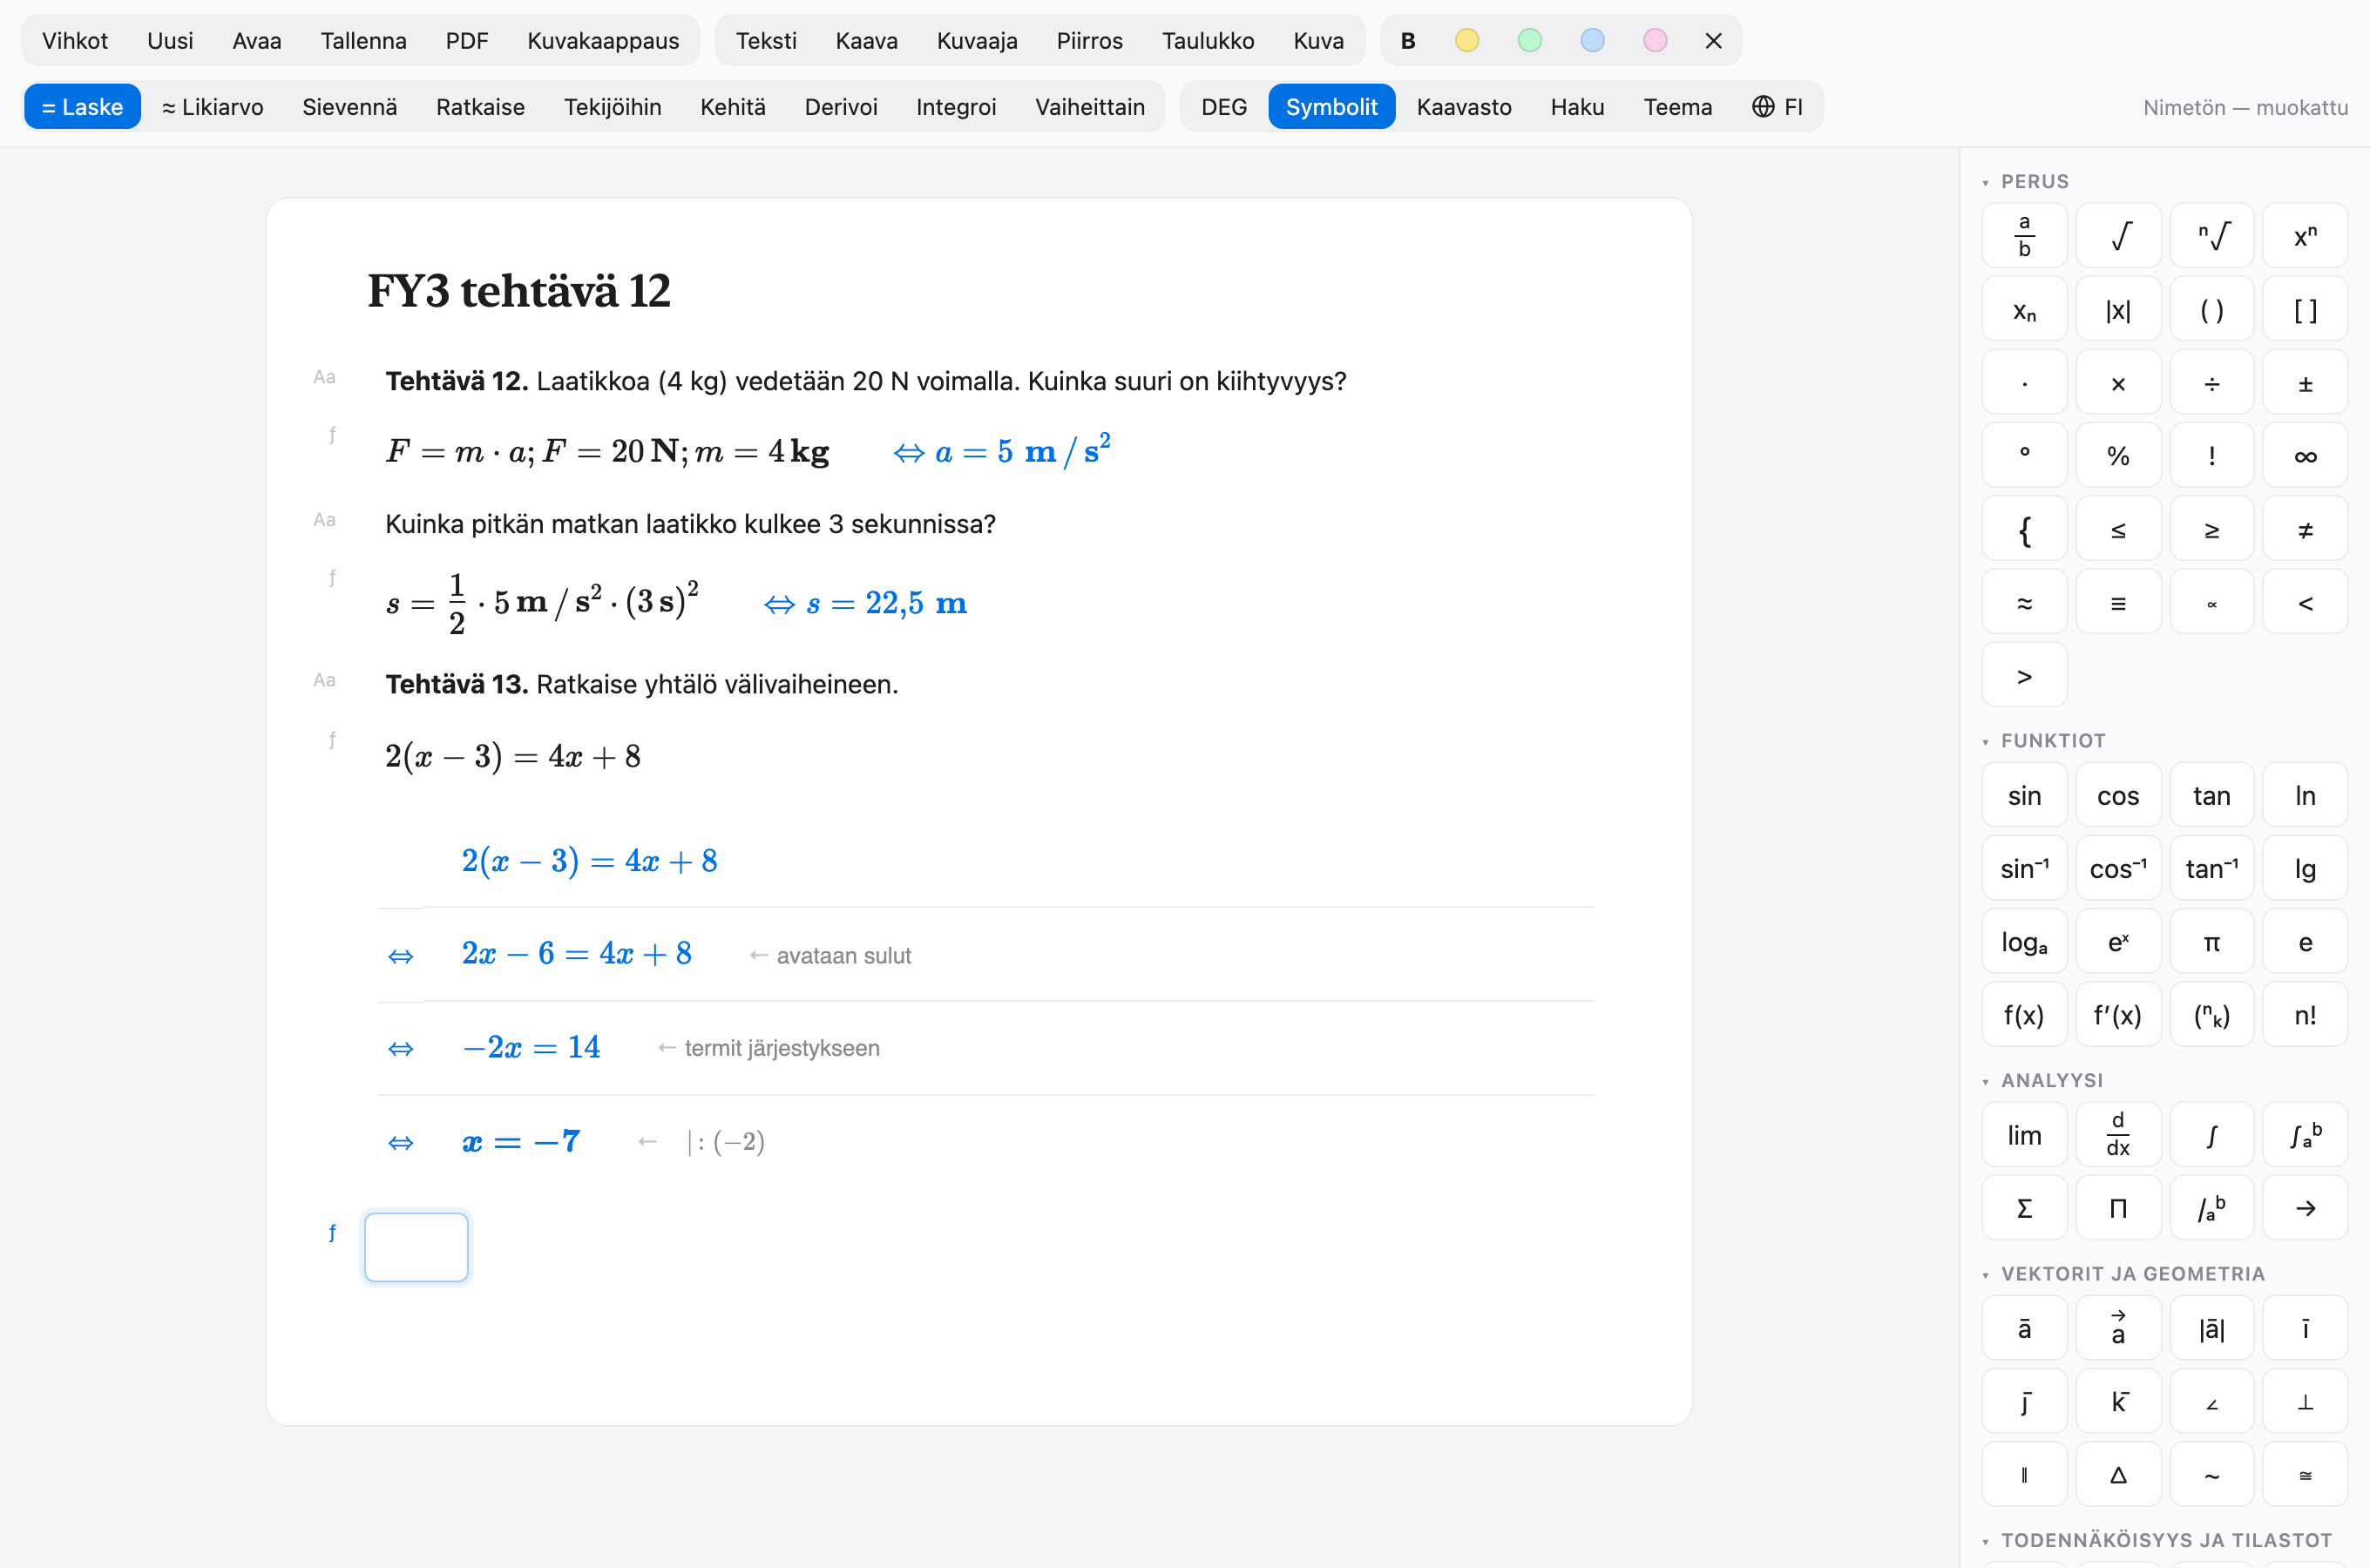 Vihkot Uusi Avaa Tallenna PDF Kuvakaappaus Teksti Kaava Kuvaaja Piirros Taulukko Kuva B ×
= Laske ≈ Likiarvo Sievennä Ratkaise Tekijöihin Kehitä Derivoi Integroi Vaiheittain DEG Symbolit Kaavasto Haku Teema FI Nimetön — muokattu
FY3 tehtävä 12
Aa Tehtävä 12. Laatikkoa (4 kg) vedetään 20 N voimalla. Kuinka suuri on kiihtyvyys?
ƒ F = m · a; F = 20 N; m = 4 kg ⇔ a = 5 m / s²
Aa Kuinka pitkän matkan laatikko kulkee 3 sekunnissa?
ƒ s = 1/2 · 5 m / s² · (3 s)² ⇔ s = 22,5 m
Aa Tehtävä 13. Ratkaise yhtälö välivaiheineen.
ƒ 2(x − 3) = 4x + 8
2(x − 3) = 4x + 8
⇔ 2x − 6 = 4x + 8 ← avataan sulut
⇔ −2x = 14 ← termit järjestykseen
⇔ x = −7 ← | : (−2)
ƒ
▾ PERUS
a/b √ ⁿ√ xⁿ
xₙ |x| ( ) [ ]
· × ÷ ±
° % ! ∞
{ ≤ ≥ ≠
≈ ≡ ∝ <
>
▾ FUNKTIOT
sin cos tan ln
sin⁻¹ cos⁻¹ tan⁻¹ lg
logₐ eˣ π e
f(x) f′(x) (ⁿₖ) n!
▾ ANALYYSI
lim d/dx ∫ ∫ₐᵇ
Σ Π /ₐᵇ →
▾ VEKTORIT JA GEOMETRIA
ā a⃗ |ā| ī
j̄ k̄ ∠ ⊥
∥ Δ ~ ≅
▾ TODENNÄKÖISYYS JA TILASTOT